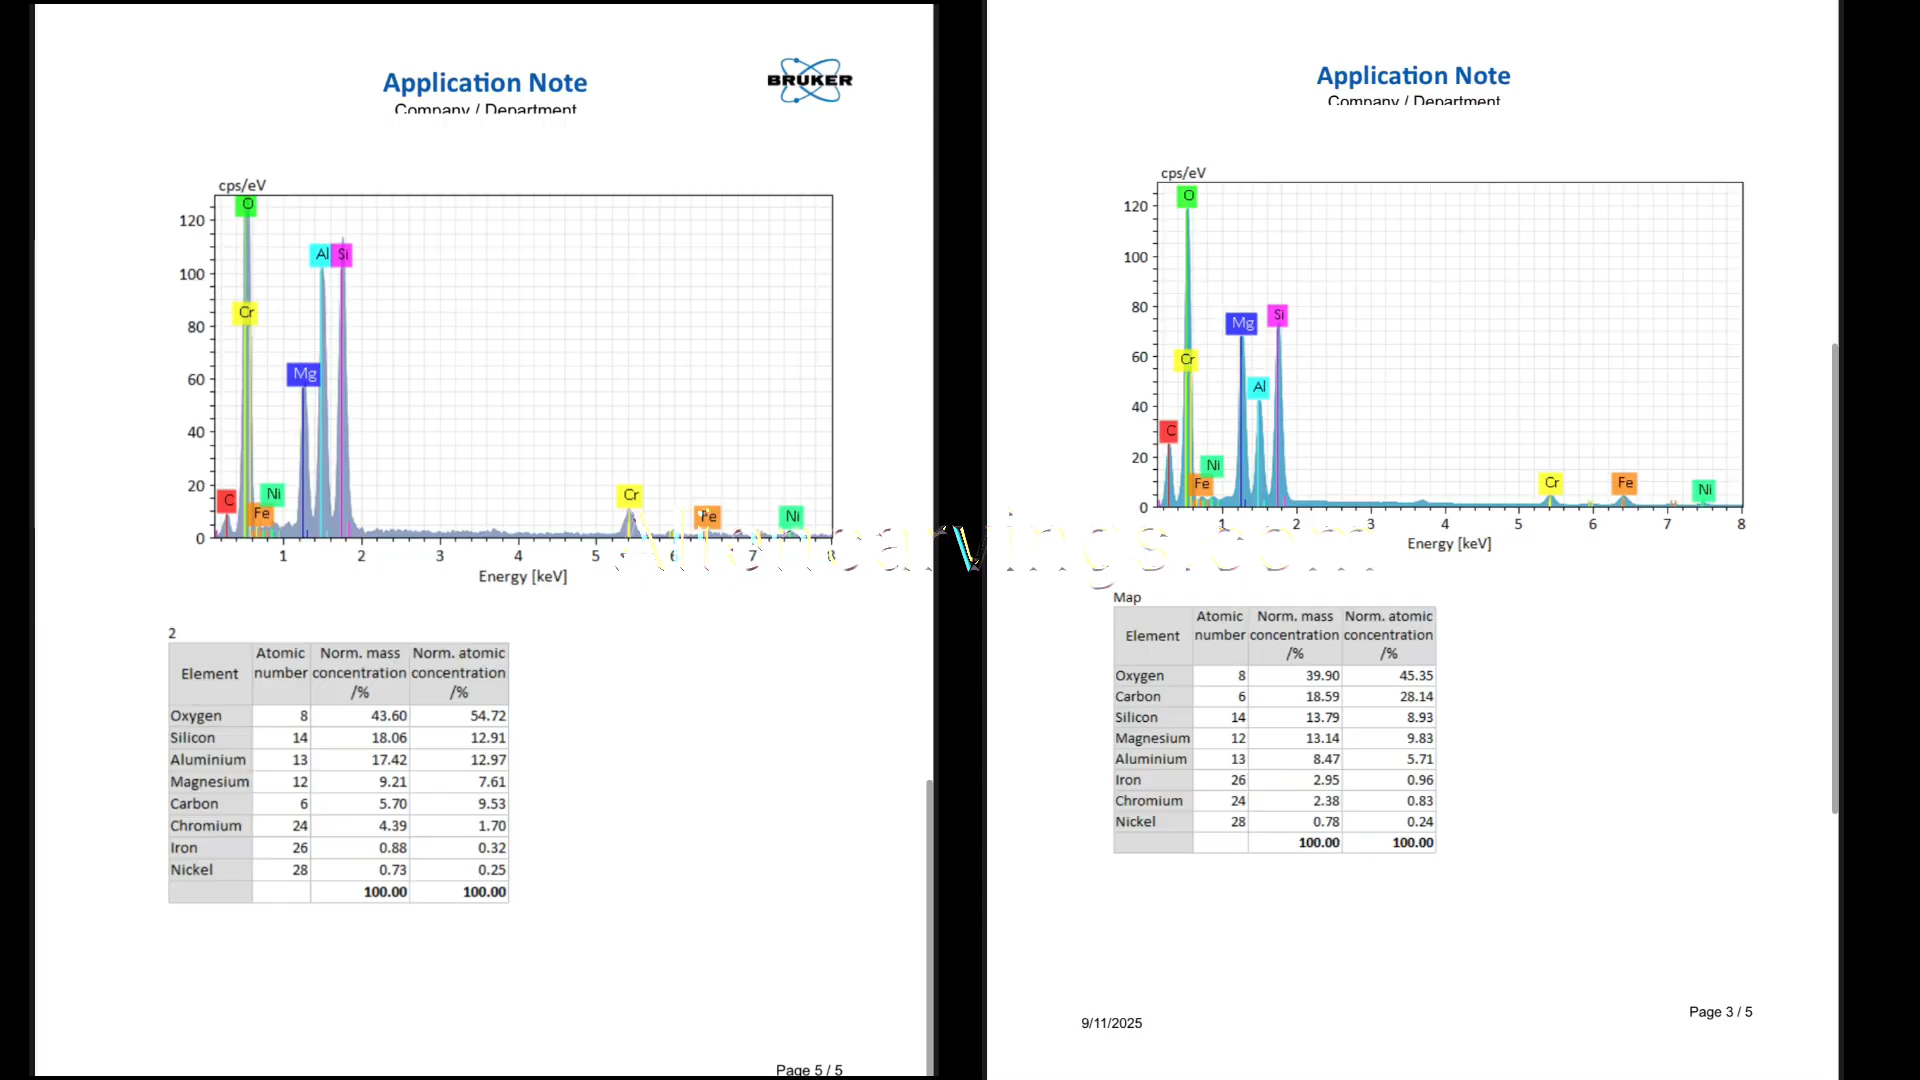 Application Note
Company / Department
BRUKER
cps/eV
O
120
Al Si
100
Cr
80
Mg
60
40
20
C
Ni
Fe
Cr
Fe
Ni
0
1 2 3 4 5 6 7 8
Energy [keV]
2
Element Atomic number Norm. mass concentration /% Norm. atomic concentration /%
Oxygen 8 43.60 54.72
Silicon 14 18.06 12.91
Aluminium 13 17.42 12.97
Magnesium 12 9.21 7.61
Carbon 6 5.70 9.53
Chromium 24 4.39 1.70
Iron 26 0.88 0.32
Nickel 28 0.73 0.25
100.00 100.00
Page 5 / 5
Application Note
Company / Department
cps/eV
O
120
100
80
Mg Si
60
Cr
Al
40
C
20
Ni
Fe
Cr
Fe
Ni
0
1 2 3 4 5 6 7 8
Energy [keV]
Map
Element Atomic number Norm. mass concentration /% Norm. atomic concentration /%
Oxygen 8 39.90 45.35
Carbon 6 18.59 28.14
Silicon 14 13.79 8.93
Magnesium 12 13.14 9.83
Aluminium 13 8.47 5.71
Iron 26 2.95 0.96
Chromium 24 2.38 0.83
Nickel 28 0.78 0.24
100.00 100.00
9/11/2025
Page 3 / 5